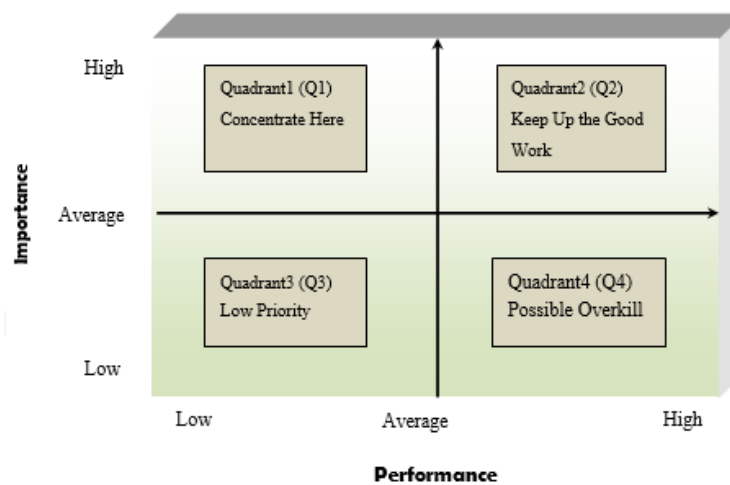 High
Quadrant1 (Q1)
Concentrate Here
Quadrant2 (Q2)
Keep Up the Good
Work
Importance
Average
Quadrant3 (Q3)
Low Priority
Quadrant4 (Q4)
Possible Overkill
Low
Low
Average
High
Performance